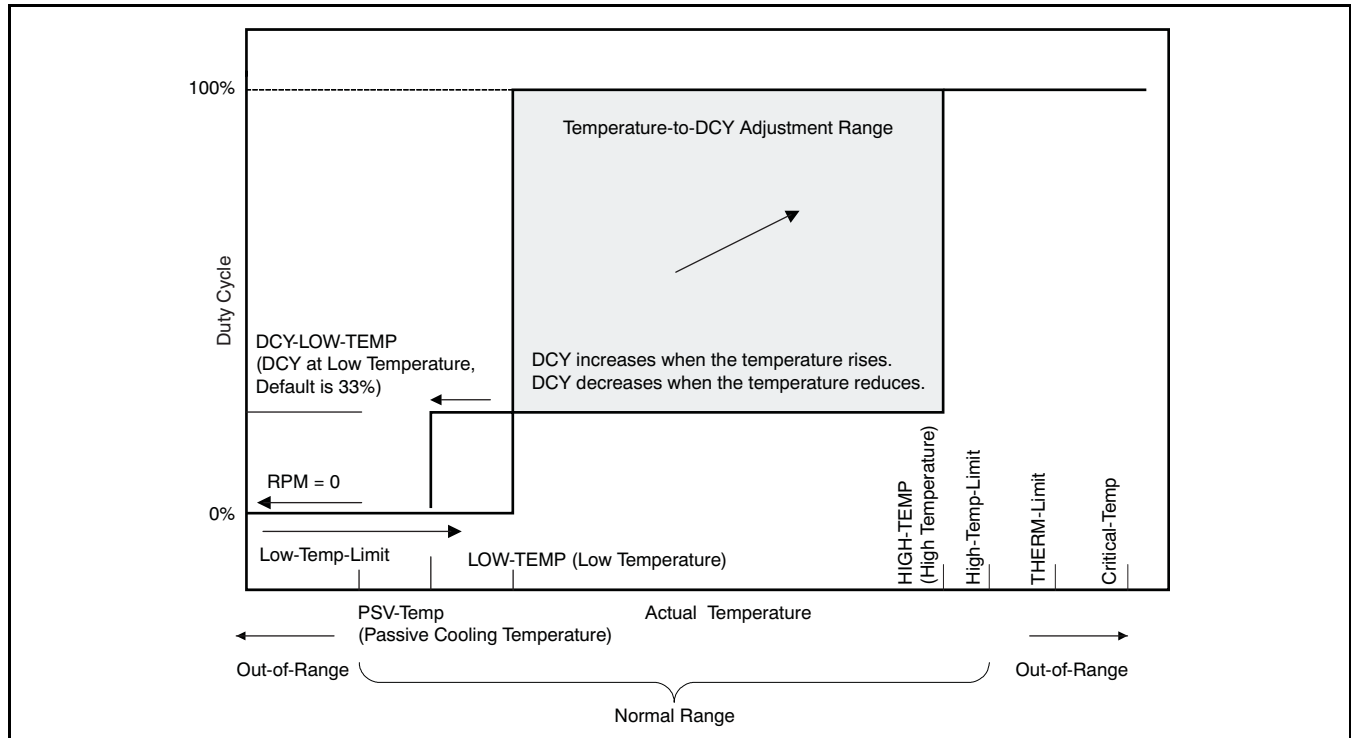 100%
Temperature-to-DCY Adjustment Range
Duty Cycle
DCY-LOW-TEMP
(DCY at Low Temperature,
Default is 33%)
DCY increases when the temperature rises.
DCY decreases when the temperature reduces.
RPM = 0
0%
Low-Temp-Limit
LOW-TEMP (Low Temperature)
HIGH-TEMP
(High Temperature)
High-Temp-Limit
THERM-Limit
Critical-Temp
PSV-Temp
(Passive Cooling Temperature)
Actual Temperature
Out-of-Range
Out-of-Range
Normal Range